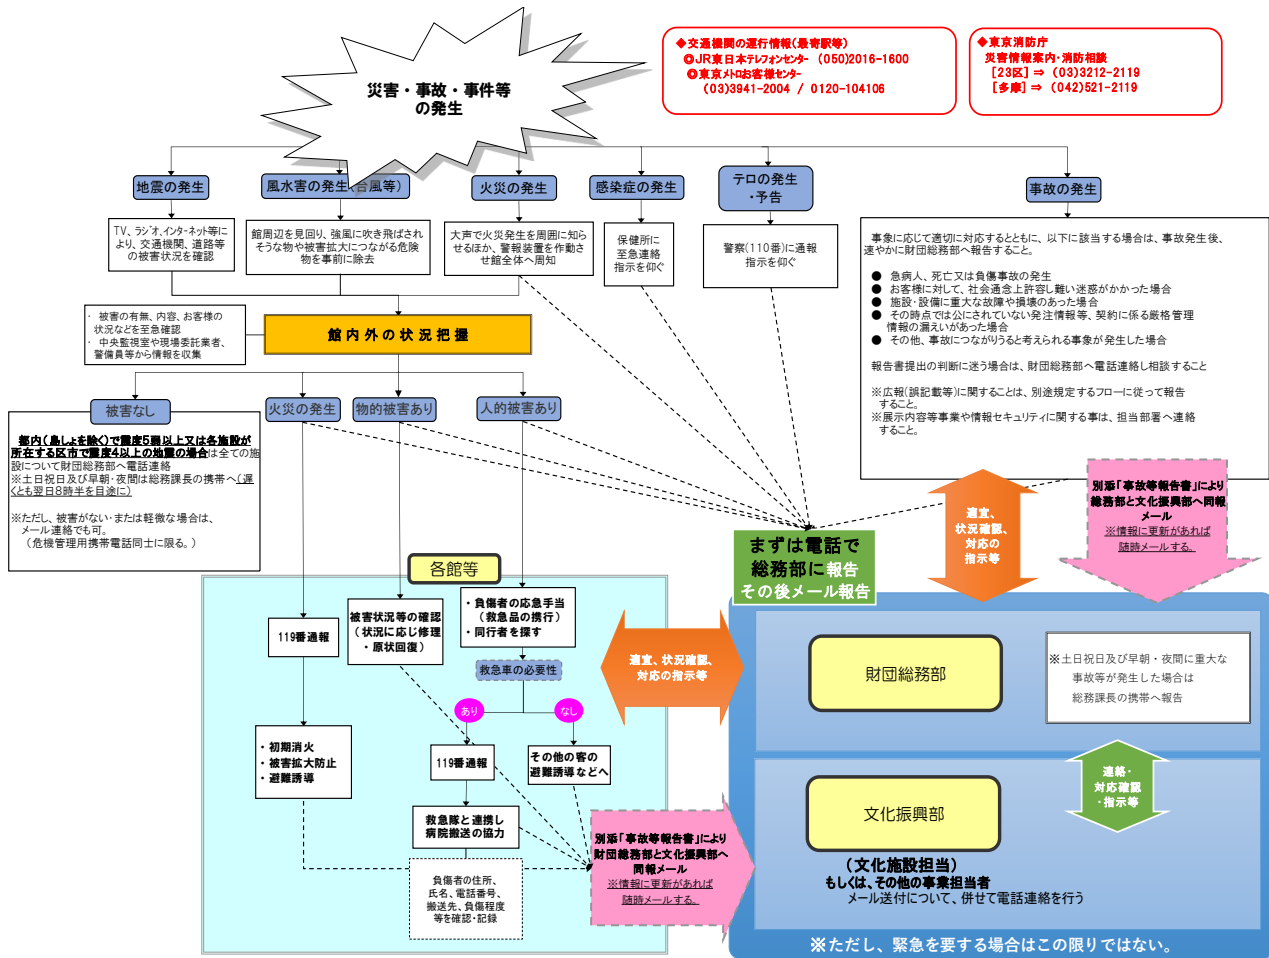 ◆交通機関の運行情報(最寄駅等)
◎JR東日本テレフォンセンター (050)2016-1600
◎東京メトロお客様センター
(03)3941-2004 / 0120-104106
◆東京消防庁
災害情報案内・消防相談
[23区] ⇒ (03)3212-2119
[多摩] ⇒ (042)521-2119
災害・事故・事件等
の発生
地震の発生
風水害の発生(台風等)
火災の発生
感染症の発生
テロの発生
・予告
事故の発生
TV、ラジオ、インターネット等に
より、交通機関、道路等
の被害状況を確認
館周辺を見回り、強風に吹き飛ばされ
そうな物や被害拡大につながる危険
物を事前に除去
大声で火災発生を周囲に知ら
せるほか、警報装置を作動さ
せ館全体へ周知
保健所に
至急連絡
指示を仰ぐ
警察(110番)に通報
指示を仰ぐ
事象に応じて適切に対応するとともに、以下に該当する場合は、事故発生後、
速やかに財団総務部へ報告すること。
● 急病人、死亡又は負傷事故の発生
● お客様に対して、社会通念上許容し難い迷惑がかかった場合
● 施設・設備に重大な故障や損壊のあった場合
● その時点では公にされていない発注情報等、契約に係る厳格管理
情報の漏えいがあった場合
● その他、事故につながりうると考えられる事象が発生した場合
報告書提出の判断に迷う場合は、財団総務部へ電話連絡し相談すること
※広報(誤記載等)に関することは、別途規定するフローに従って報告
すること。
※展示内容等事業や情報セキュリティに関する事は、担当部署へ連絡
すること。
・ 被害の有無、内容、お客様の
状況などを至急確認
・ 中央監視室や現場委託業者、
警備員等から情報を収集
館内外の状況把握
被害なし
火災の発生
物的被害あり
人的被害あり
都内(島しょを除く)で震度5弱以上又は各施設が
所在する区市で震度4以上の地震の場合は全ての施
設について財団総務部へ電話連絡
※土日祝日及び早朝・夜間は総務課長の携帯へ(遅
くとも翌日8時半を目途に)
※ただし、被害がない・または軽微な場合は、
メール連絡でも可。
(危機管理用携帯電話同士に限る。)
まずは電話で
総務部に報告
その後メール報告
適宜、
状況確認、
対応の
指示等
別添「事故等報告書」により
総務部と文化振興部へ同報
メール
※情報に更新があれば
随時メールする。
各館等
119番通報
被害状況等の確認
(状況に応じ修理
・原状回復)
・負傷者の応急手当
(救急品の携行)
・同行者を探す
救急車の必要性
あり
なし
・初期消火
・被害拡大防止
・避難誘導
119番通報
その他の客の
避難誘導などへ
救急隊と連携し
病院搬送の協力
負傷者の住所、
氏名、電話番号、
搬送先、負傷程度
等を確認・記録
適宜、状況確認、
対応の指示等
別添「事故等報告書」により
財団総務部と文化振興部へ
同報メール
※情報に更新があれば
随時メールする。
財団総務部
※土日祝日及び早朝・夜間に重大な
事故等が発生した場合は
総務課長の携帯へ報告
連絡・
対応確認
・指示等
文化振興部
(文化施設担当)
もしくは、その他の事業担当者
メール送付について、併せて電話連絡を行う
※ただし、緊急を要する場合はこの限りではない。